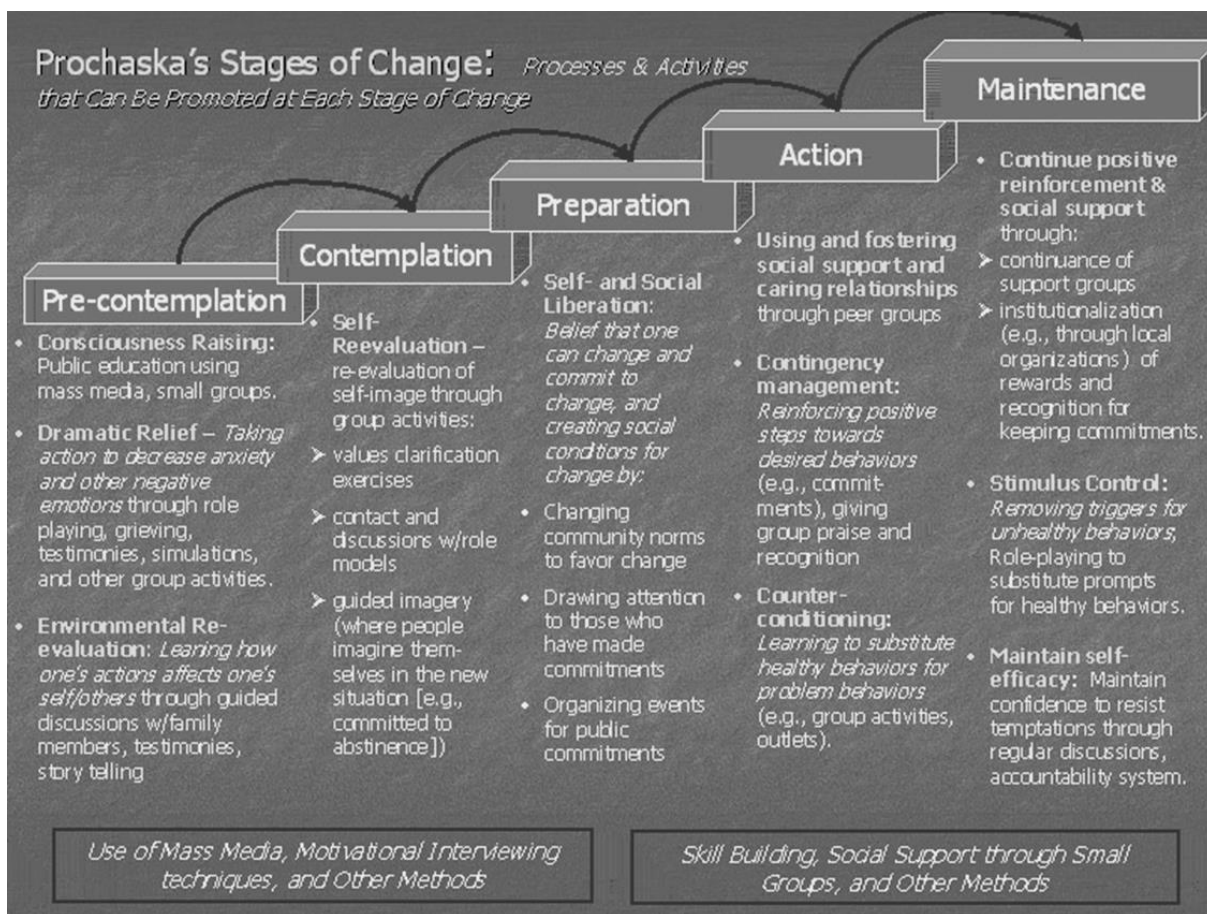 Prochaska's Stages of Change: Processes & Activities
that Can Be Promoted at Each Stage of Change
Pre-contemplation
• Consciousness Raising:
Public education using
mass media, small groups.
• Dramatic Relief – Taking
action to decrease anxiety
and other negative
emotions through role
playing, grieving,
testimonies, simulations,
and other group activities.
• Environmental Re-
evaluation: Leaning how
one's actions affects one's
self/others through guided
discussions w/family
members, testimonies,
story telling
Contemplation
• Self-
Reevaluation –
re-evaluation of
self-image through
group activities:
➢ values clarification
exercises
➢ contact and
discussions w/role
models
➢ guided imagery
(where people
imagine them-
selves in the new
situation [e.g.,
committed to
abstinence])
Preparation
• Self- and Social
Liberation:
Belief that one
can change and
commit to
change, and
creating social
conditions for
change by:
• Changing
community norms
to favor change
• Drawing attention
to those who
have made
commitments
• Organizing events
for public
commitments
Action
• Using and fostering
social support and
caring relationships
through peer groups
• Contingency
management:
Reinforcing positive
steps towards
desired behaviors
(e.g., commit-
ments), giving
group praise and
recognition
• Counter-
conditioning:
Learning to substitute
healthy behaviors for
problem behaviors
(e.g., group activities,
outlets).
Maintenance
• Continue positive
reinforcement &
social support
through:
➢ continuance of
support groups
➢ institutionalization
(e.g., through local
organizations) of
rewards and
recognition for
keeping commitments.
• Stimulus Control:
Removing triggers for
unhealthy behaviors,
Role-playing to
substitute prompts
for healthy behaviors.
• Maintain self-
efficacy: Maintain
confidence to resist
temptations through
regular discussions,
accountability system.
Use of Mass Media, Motivational Interviewing
techniques, and Other Methods
Skill Building, Social Support through Small
Groups, and Other Methods